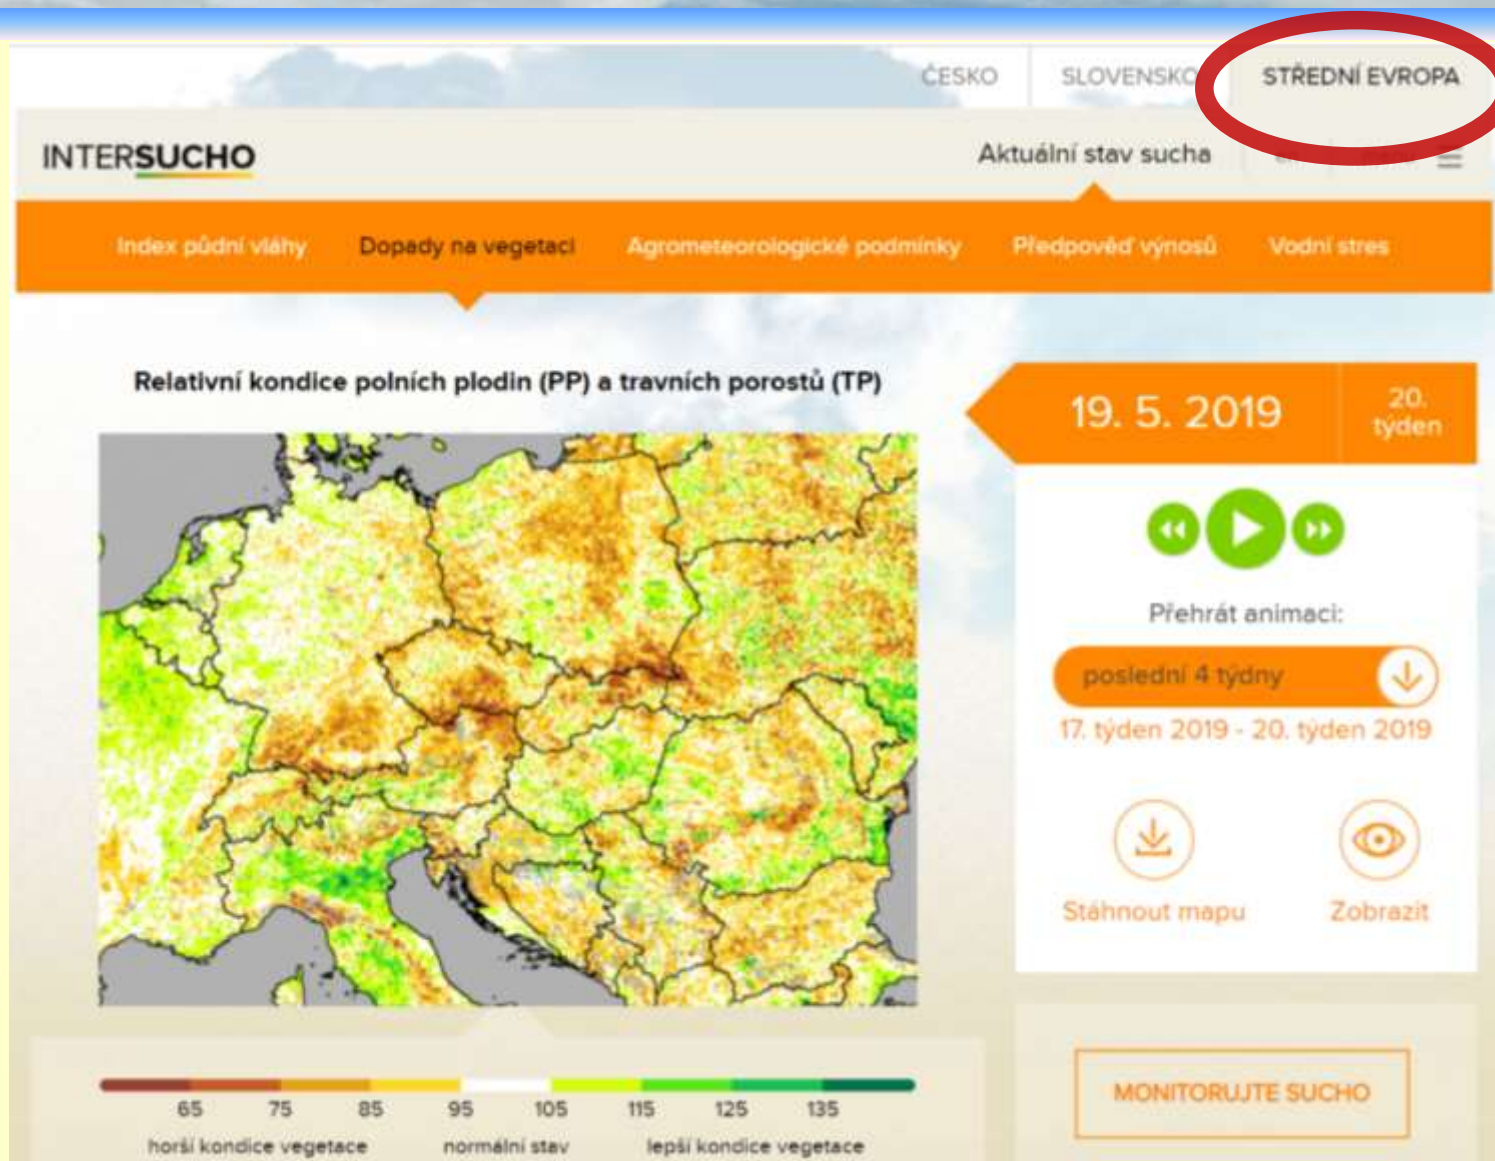 ČESKO SLOVENSKO STŘEDNÍ EVROPA
INTERSUCHO Aktuální stav sucha
Index půdní vláhy Dopady na vegetaci Agrometeorologické podmínky Předpověď výnosů Vodní stres
Relativní kondice polních plodin (PP) a travních porostů (TP)
19. 5. 2019 20. týden
Přehrát animaci:
poslední 4 týdny
17. týden 2019 - 20. týden 2019
Stáhnout mapu Zobrazit
65 75 85 95 105 115 125 135
horší kondice vegetace normální stav lepší kondice vegetace
MONITORUJTE SUCHO